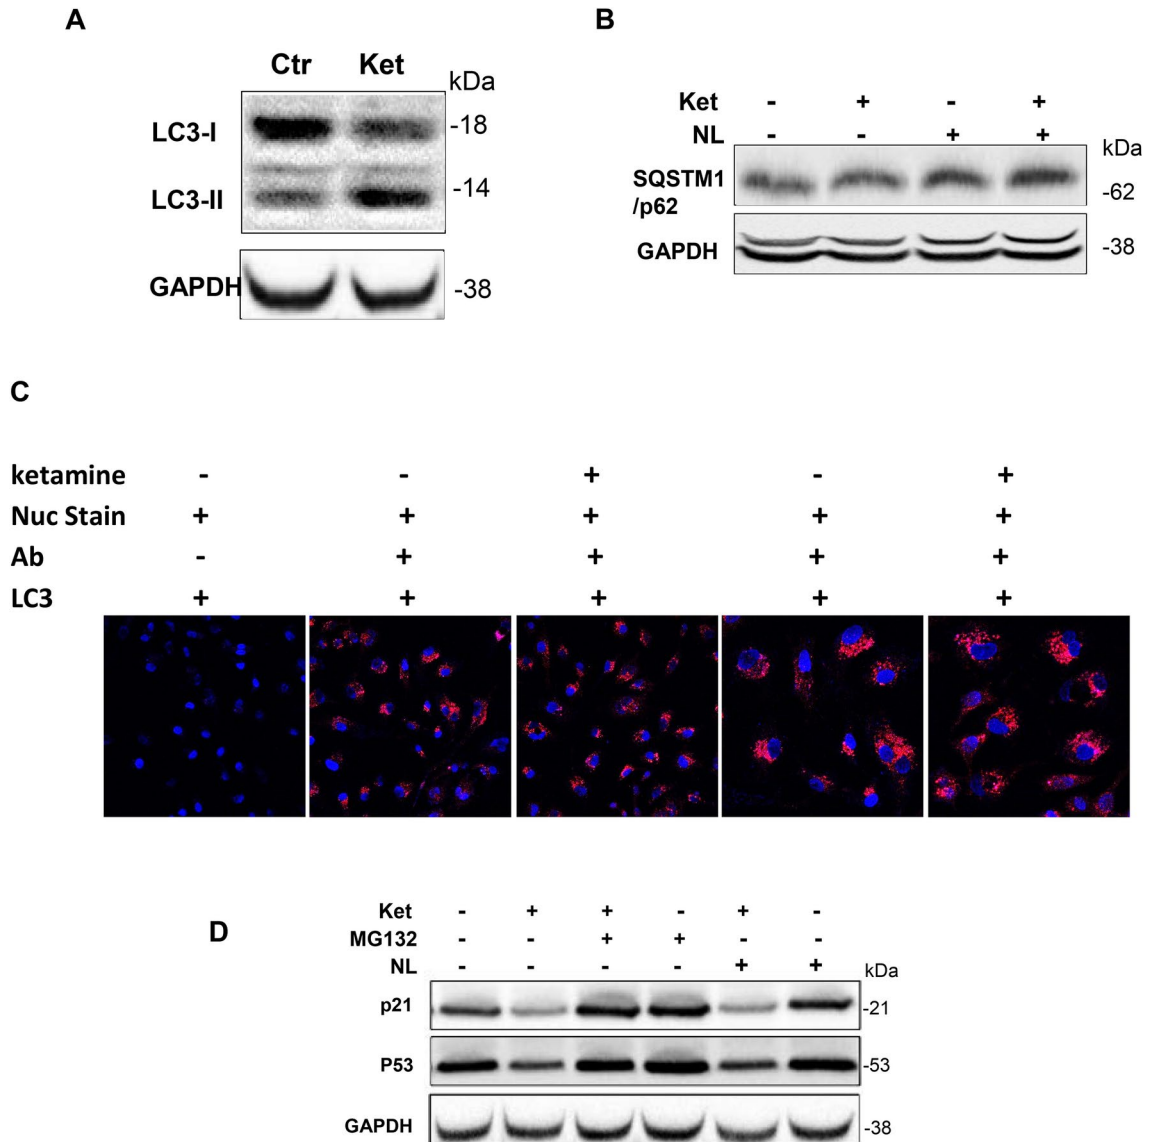 A
Ctr Ket
kDa
LC3-I -18
LC3-II -14
GAPDH -38
B
Ket - + - +
NL - - + +
kDa
SQSTM1
/p62
-62
GAPDH -38
C
ketamine - - + - +
Nuc Stain + + + + +
Ab - + + + +
LC3 + + + + +
D
Ket - + + - + -
MG132 - - + + - -
NL - - - - + +
kDa
p21 -21
P53 -53
GAPDH -38